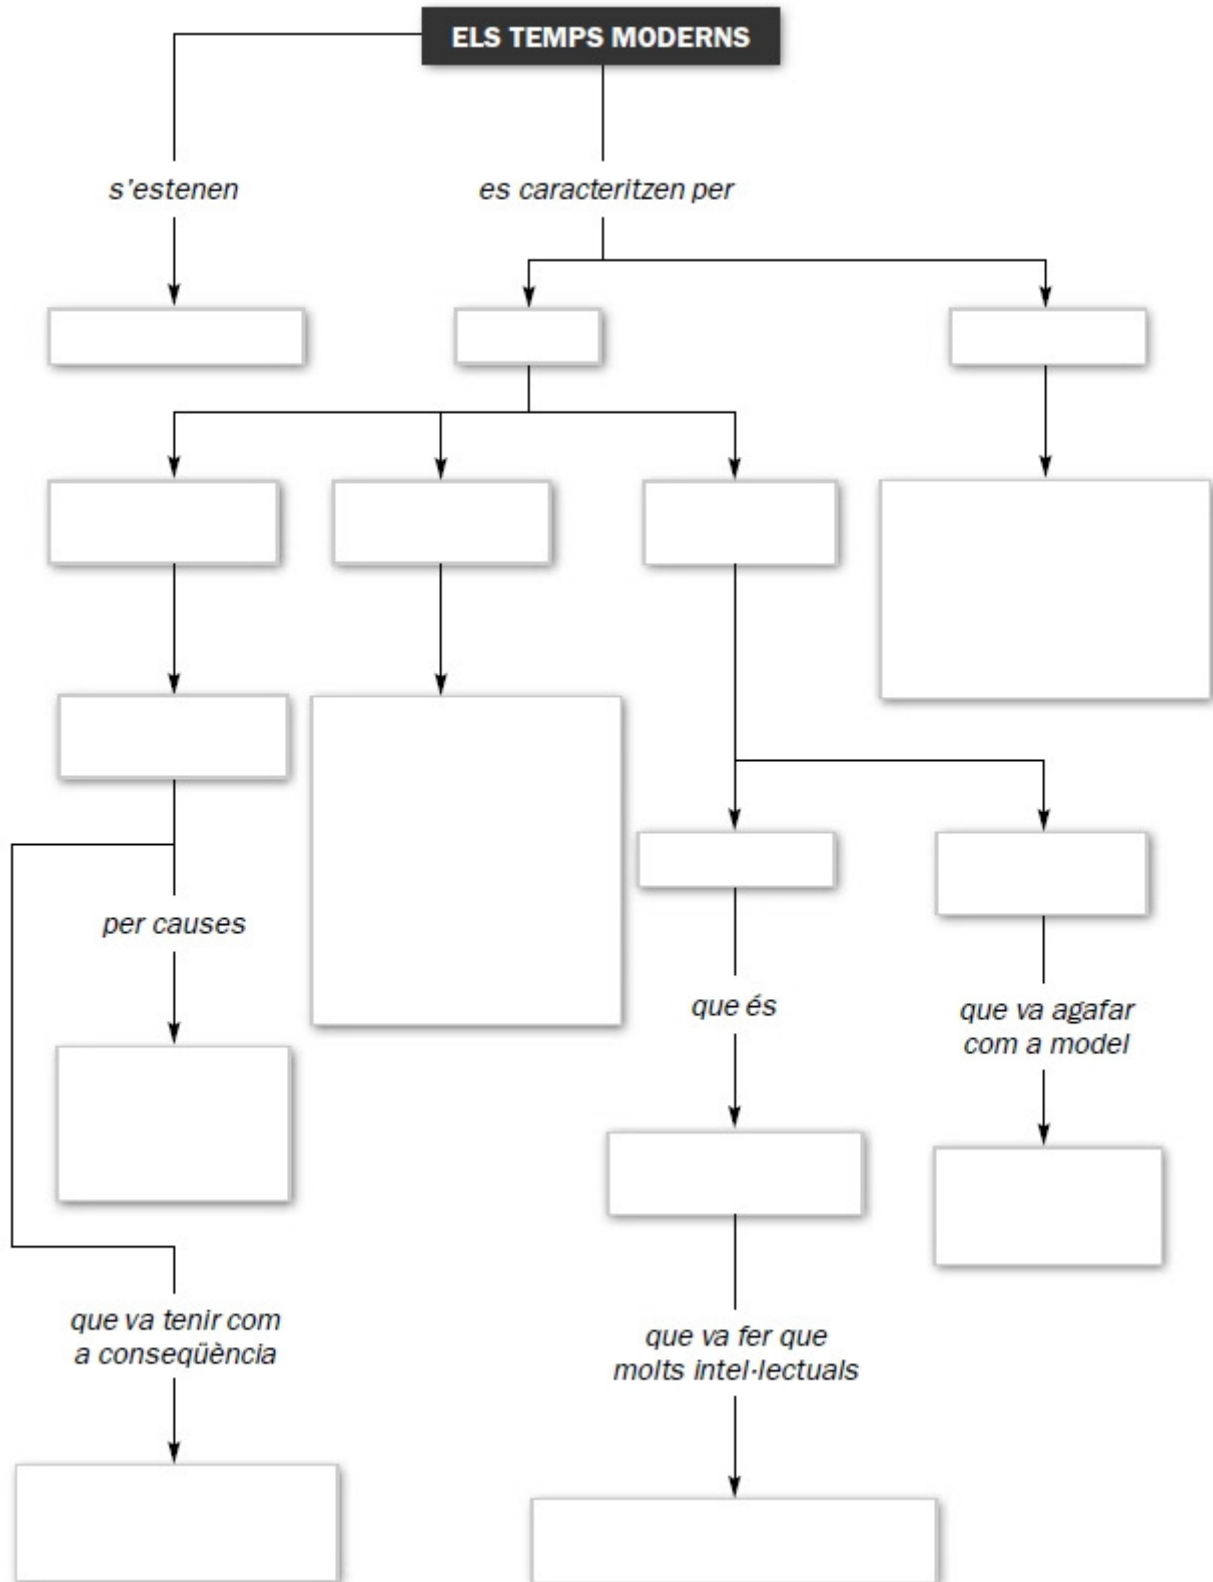 ELS TEMPS MODERNS
s'estenen
es caracteritzen per
per causes
que és
que va agafar
com a model
que va tenir com
a conseqüència
que va fer que
molts intel·lectuals